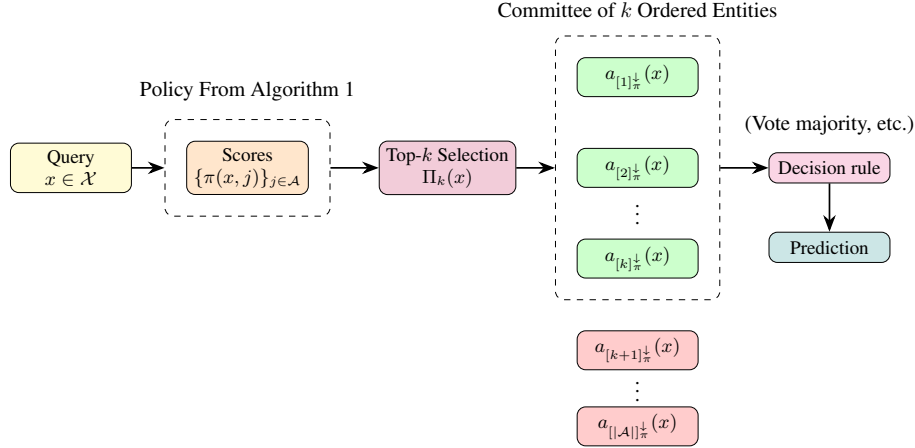 Committee of k Ordered Entities
Policy From Algorithm 1
(Vote majority, etc.)
Query
x ∈ 𝒳
Scores
{π(x, j)}_{j∈𝒜}
Top-k Selection
Π_k(x)
a_{[1]_π^↓}(x)
a_{[2]_π^↓}(x)
⋮
a_{[k]_π^↓}(x)
Decision rule
Prediction
a_{[k+1]_π^↓}(x)
⋮
a_{[|𝒜|]_π^↓}(x)